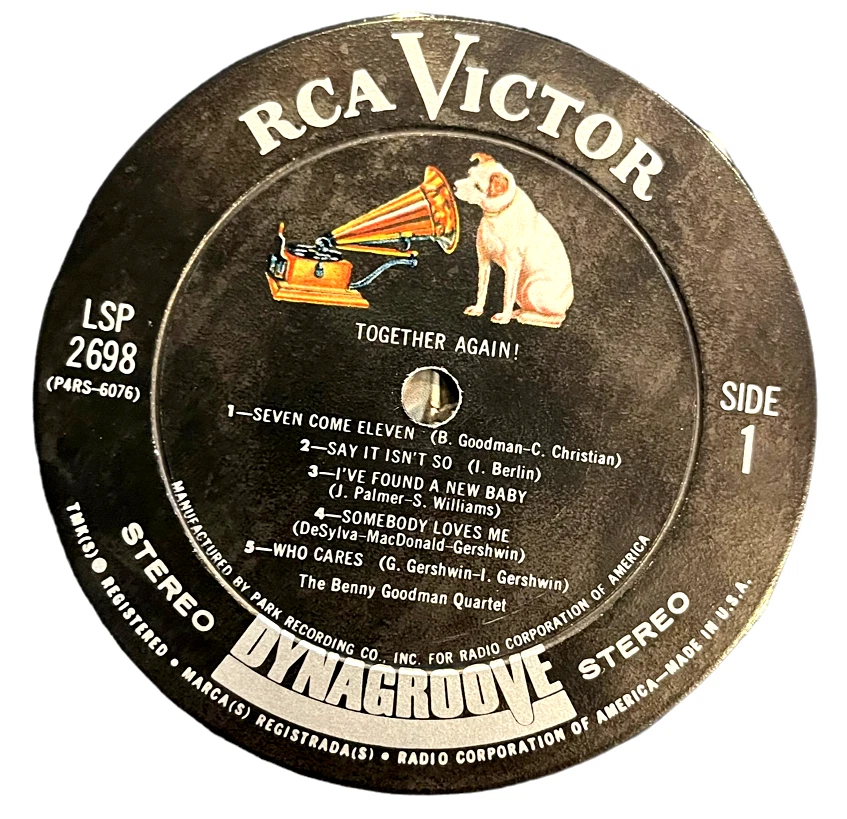 RCA VICTOR
TOGETHER AGAIN!
LSP
2698
(P4RS-6076)
SIDE
1
1—SEVEN COME ELEVEN (B. Goodman-C. Christian)
2—SAY IT ISN'T SO (I. Berlin)
3—I'VE FOUND A NEW BABY
(J. Palmer-S. Williams)
4—SOMEBODY LOVES ME
(DeSylva-MacDonald-Gershwin)
5—WHO CARES (G. Gershwin-I. Gershwin)
The Benny Goodman Quartet
MANUFACTURED BY PARK RECORDING CO., INC. FOR RADIO CORPORATION OF AMERICA
STEREO
DYNAGROOVE
STEREO
TMK(S) ● REGISTERED • MARCA(S) REGISTRADA(S) ● RADIO CORPORATION OF AMERICA—MADE IN U.S.A.